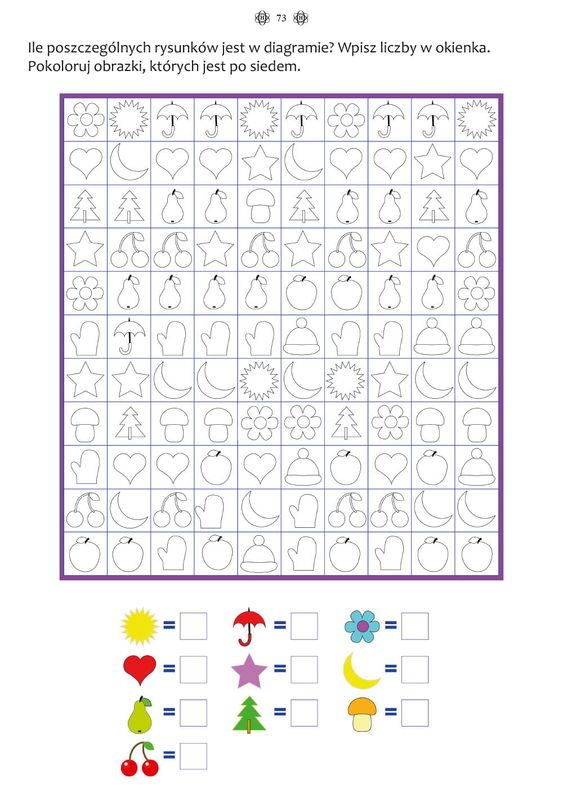 73
Ile poszczególnych rysunków jest w diagramie? Wpisz liczby w okienka.
Pokoloruj obrazki, których jest po siedem.
= = =
= = =
= = =
=